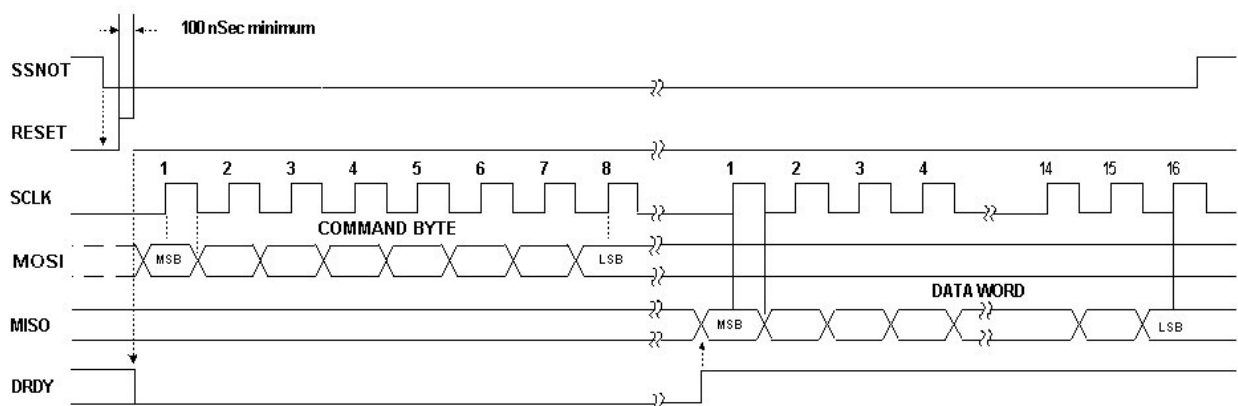 100 nSec minimum
SSNOT
RESET
1 2 3 4 5 6 7 8 1 2 3 4 14 15 16
SCLK
COMMAND BYTE
MOSI MSB LSB
DATA WORD
MISO MSB LSB
DRDY